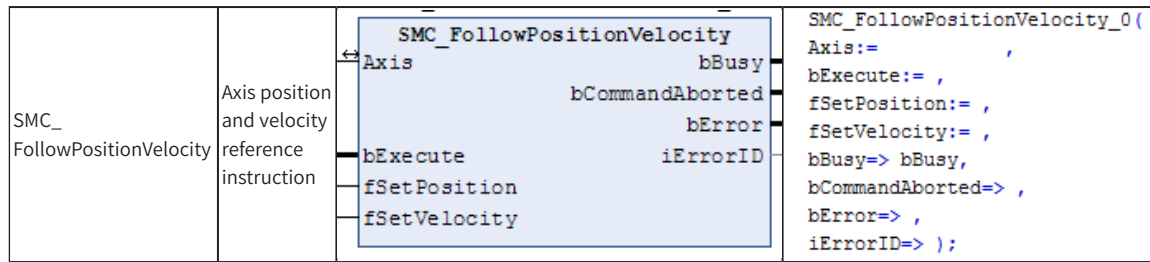 SMC_
FollowPositionVelocity
Axis position
and velocity
reference
instruction
SMC_FollowPositionVelocity
Axis bBusy
bCommandAborted
bError
bExecute iErrorID
fSetPosition
fSetVelocity
SMC_FollowPositionVelocity_0(
Axis:= ,
bExecute:= ,
fSetPosition:= ,
fSetVelocity:= ,
bBusy=> bBusy,
bCommandAborted=> ,
bError=> ,
iErrorID=> );